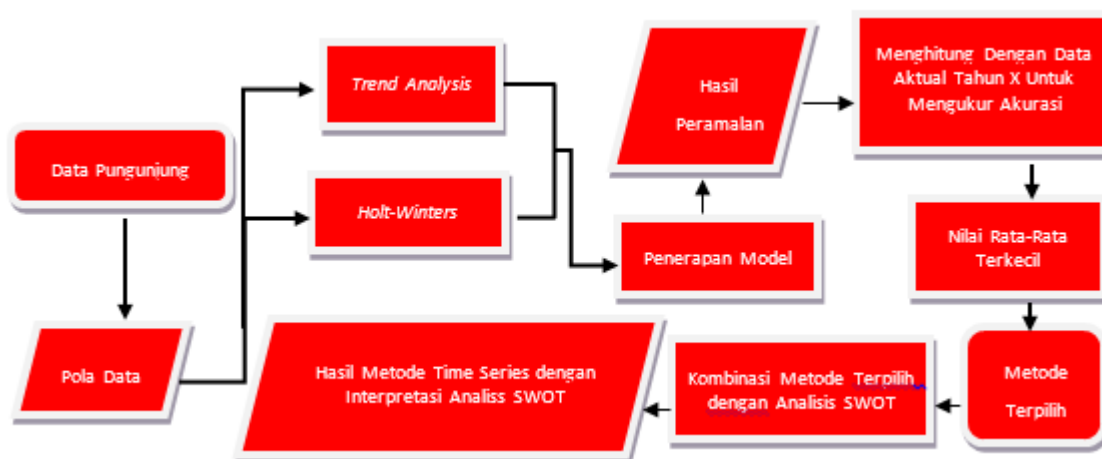 Data Pungunjung
Pola Data
Trend Analysis
Holt-Winters
Penerapan Model
Hasil
Peramalan
Menghitung Dengan Data
Aktual Tahun X Untuk
Mengukur Akurasi
Nilai Rata-Rata
Terkecil
Metode
Terpilih
Kombinasi Metode Terpilih
dengan Analisis SWOT
Hasil Metode Time Series dengan
Interpretasi Analiss SWOT